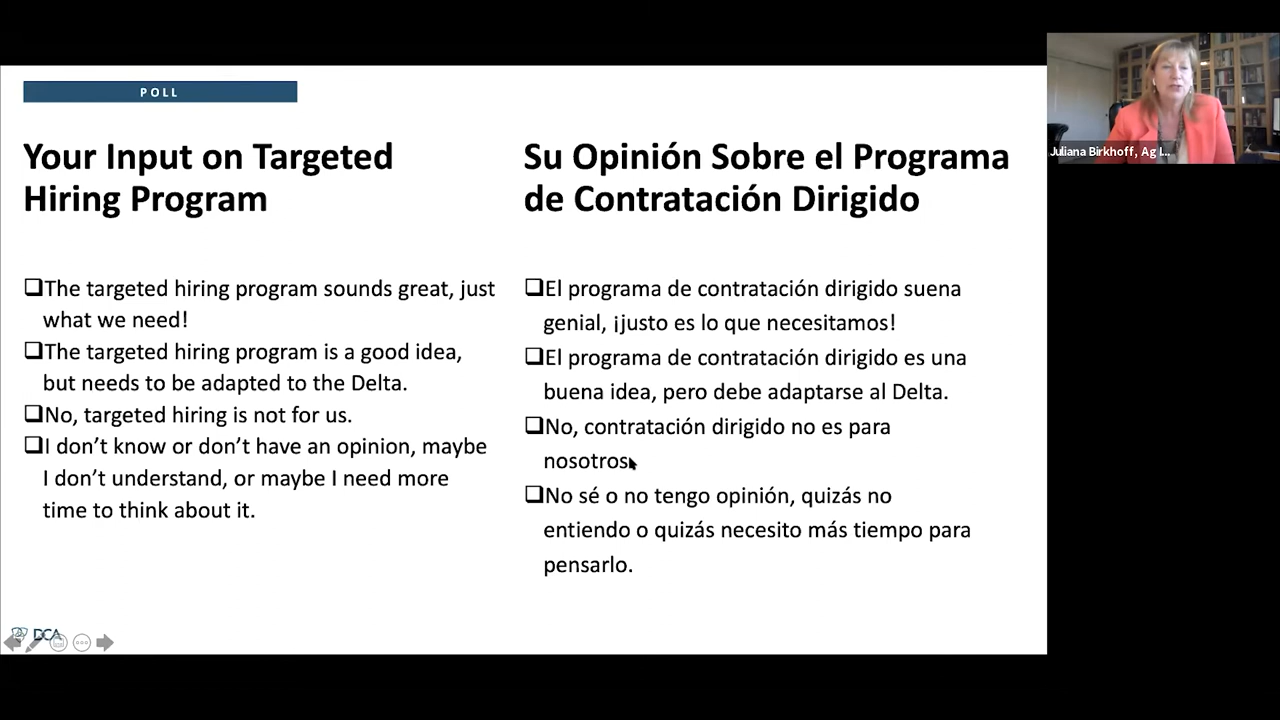 POLL
Your Input on Targeted
Hiring Program
❑The targeted hiring program sounds great, just
what we need!
❑The targeted hiring program is a good idea,
but needs to be adapted to the Delta.
❑No, targeted hiring is not for us.
❑I don’t know or don’t have an opinion, maybe
I don’t understand, or maybe I need more
time to think about it.
Su Opinión Sobre el Programa
de Contratación Dirigido
❑El programa de contratación dirigido suena
genial, ¡justo es lo que necesitamos!
❑El programa de contratación dirigido es una
buena idea, pero debe adaptarse al Delta.
❑No, contratación dirigido no es para
nosotros.
❑No sé o no tengo opinión, quizás no
entiendo o quizás necesito más tiempo para
pensarlo.
DCA
Juliana Birkhoff, Ag I...